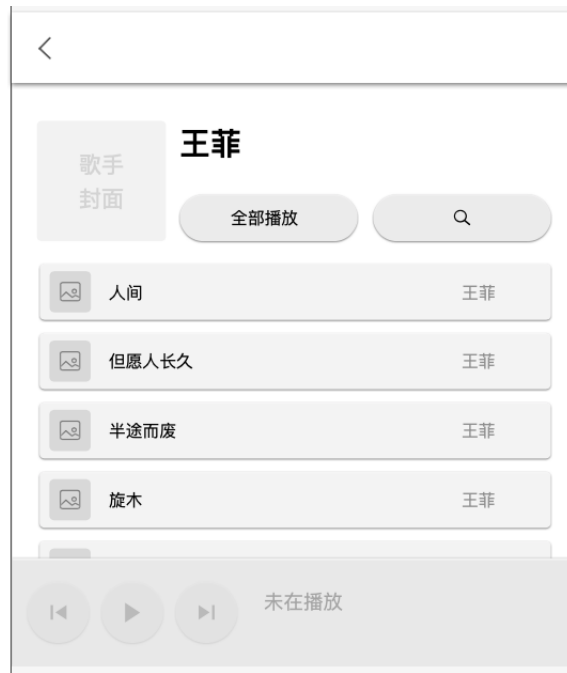 王菲
歌手
封面
全部播放
人间 王菲
但愿人长久 王菲
半途而废 王菲
旋木 王菲
未在播放